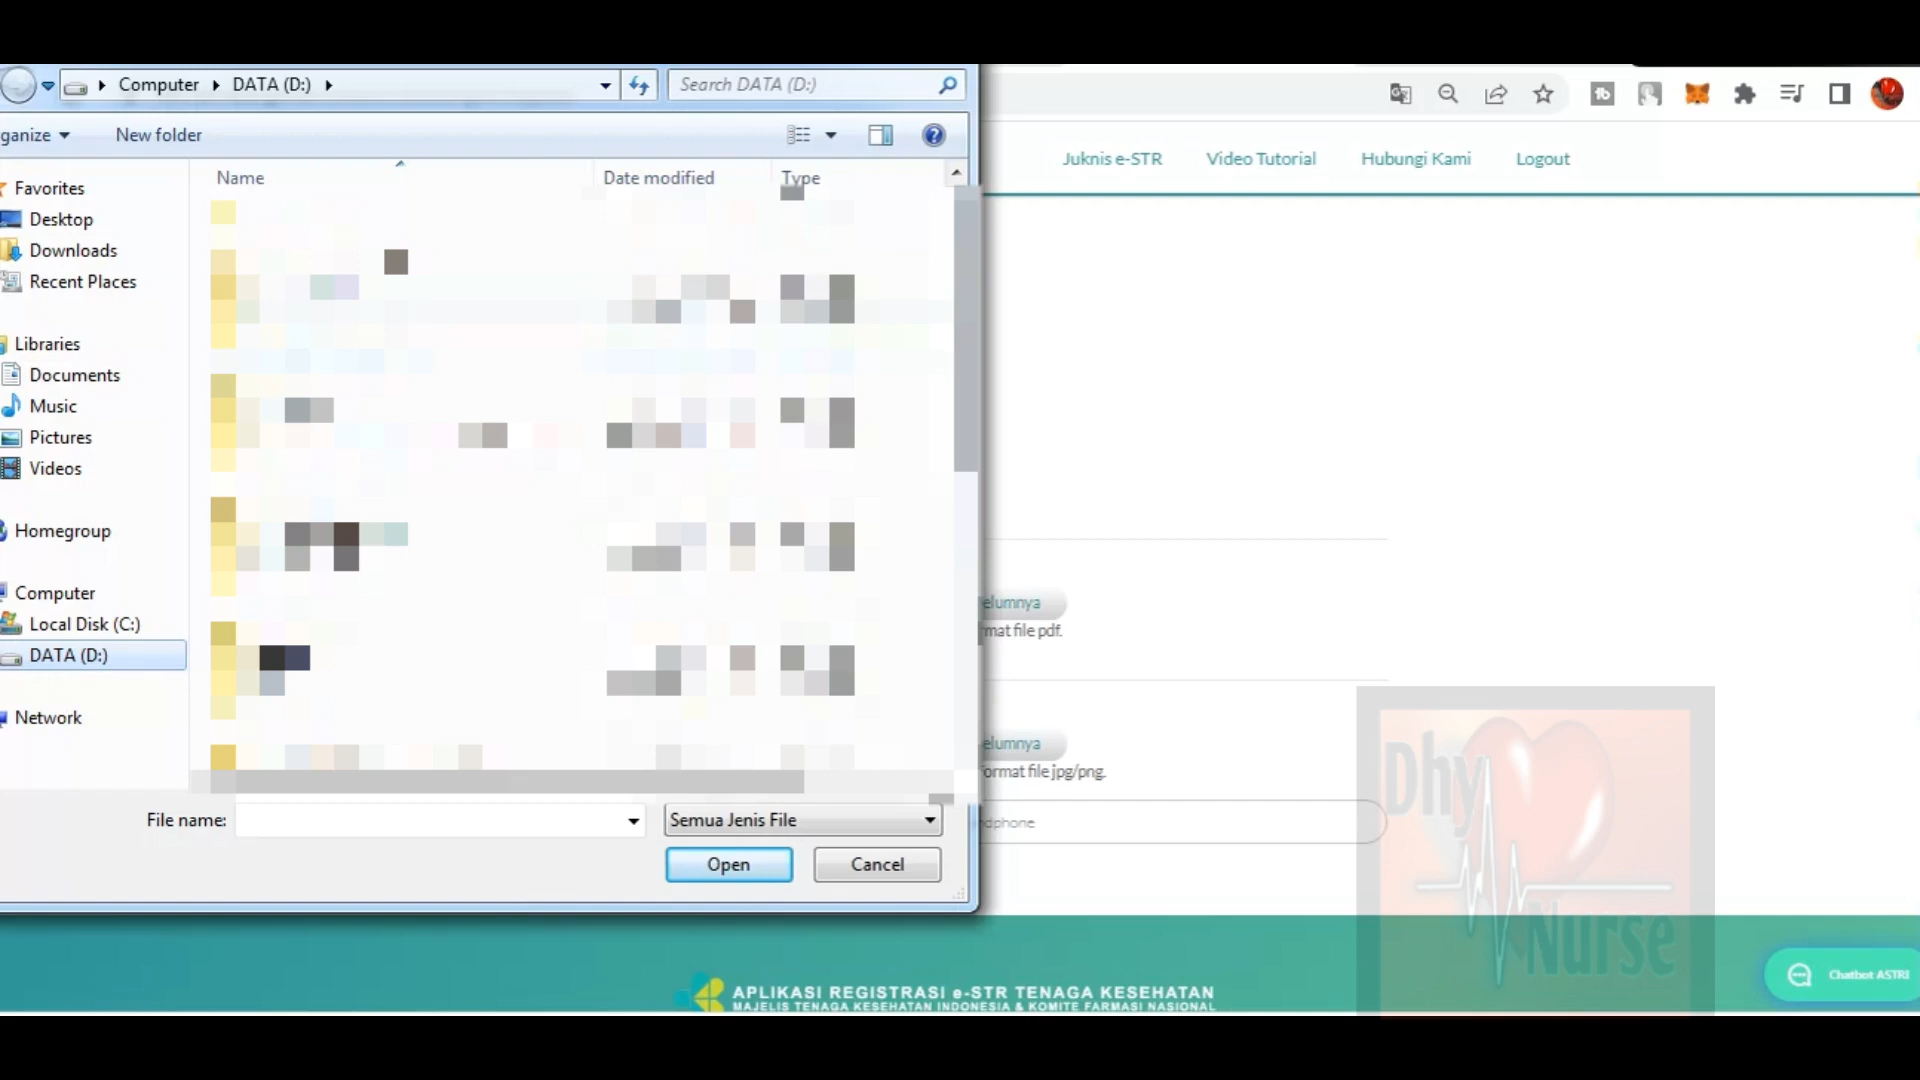 Computer DATA (D:) Search DATA (D:)
ganize New folder
Name Date modified Type
Favorites
Desktop
Downloads
Recent Places
Libraries
Documents
Music
Pictures
Videos
Homegroup
Computer
Local Disk (C:)
DATA (D:)
Network
File name: Semua Jenis File
Open Cancel
Juknis e-STR Video Tutorial Hubungi Kami Logout
elumnya
mat file pdf.
elumnya
ormat file jpg/png.
ndphone
Dhy
Nurse
Chatbot ASTRI
APLIKASI REGISTRASI e-STR TENAGA KESEHATAN
MAJELIS TENAGA KESEHATAN INDONESIA & KOMITE FARMASI NASIONAL